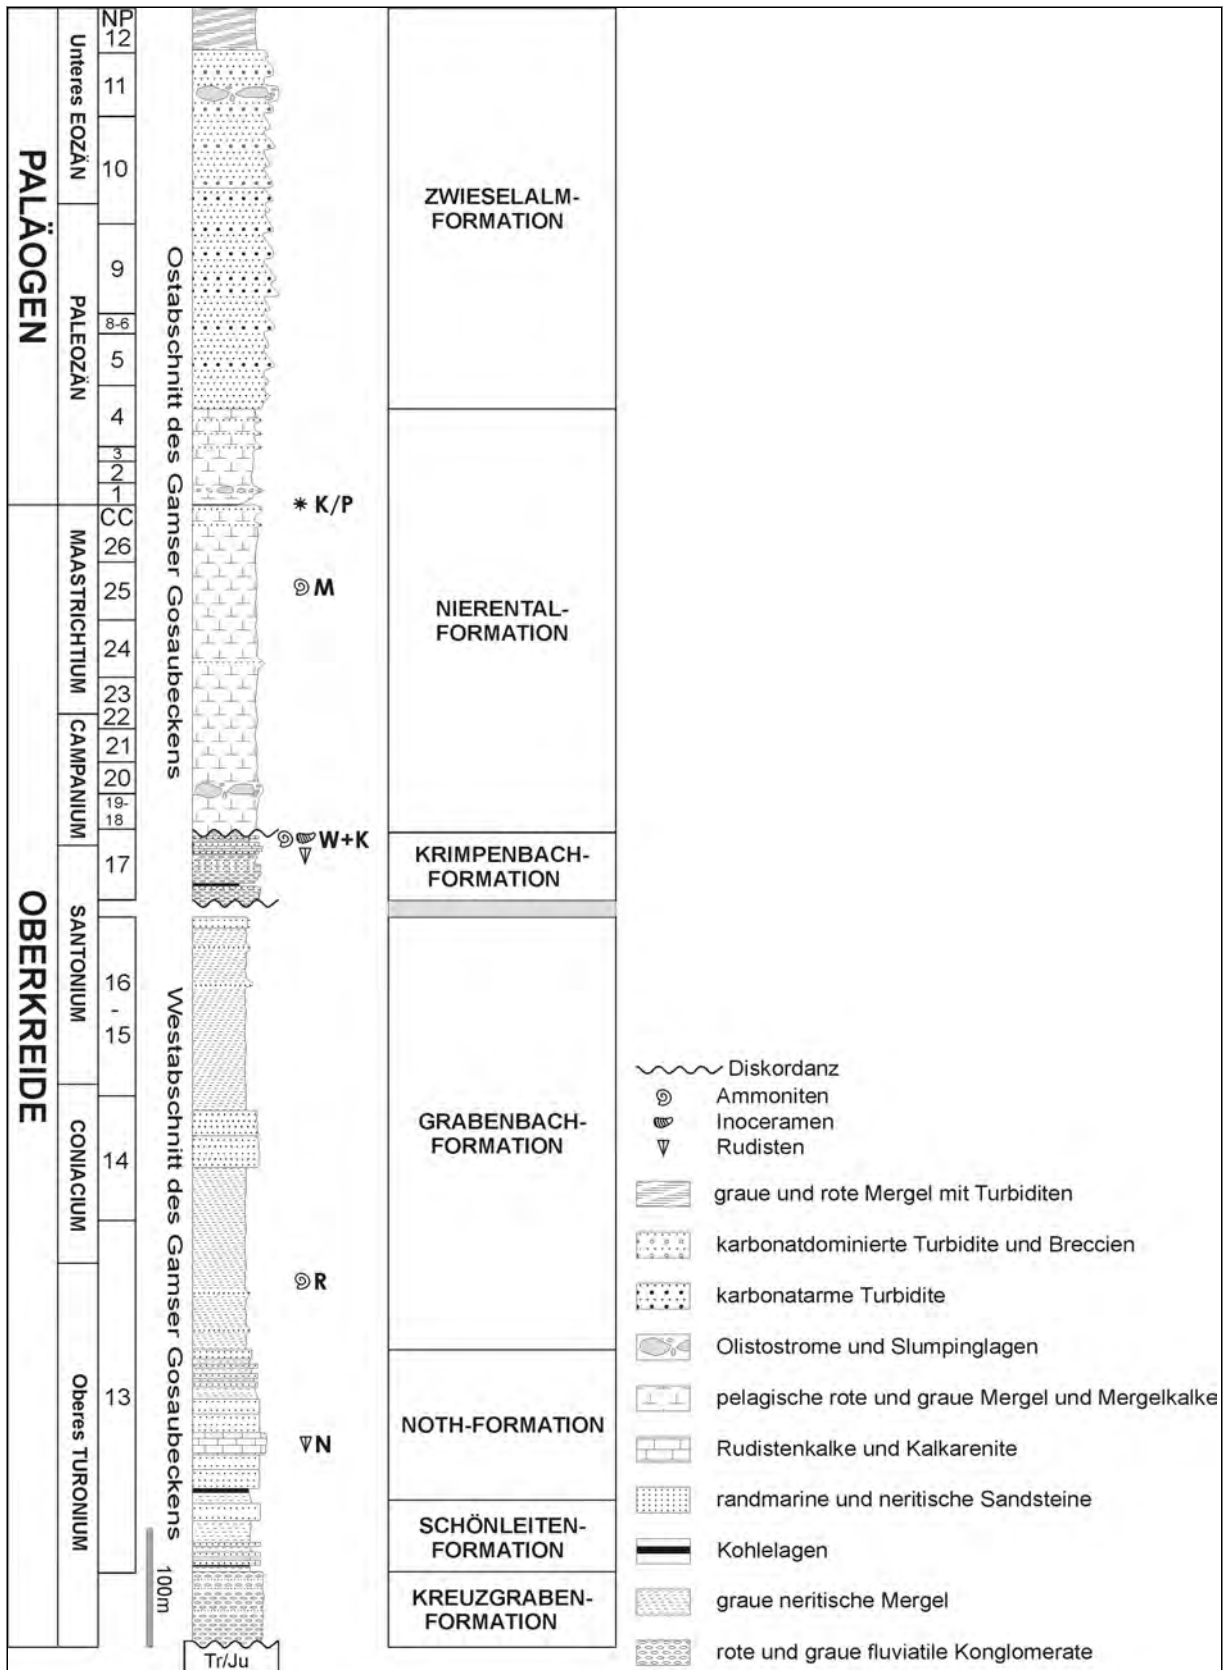 PALÄOGEN
OBERKREIDE
Unteres EOZÄN
PALEOZÄN
MAASTRICHTIUM
CAMPANIUM
SANTONIUM
CONIACIUM
Oberes TURONIUM
NP
12
11
10
9
8-6
5
4
3
2
1
CC
26
25
24
23
22
21
20
19-
18
17
16
-
15
14
13
Ostabschnitt des Gamser Gosaubeckens
Westabschnitt des Gamser Gosaubeckens
100m
Tr/Ju
K/P
M
W+K
R
N
ZWIESELALM-
FORMATION
NIERENTAL-
FORMATION
KRIMPENBACH-
FORMATION
GRABENBACH-
FORMATION
NOTH-FORMATION
SCHÖNLEITEN-
FORMATION
KREUZGRABEN-
FORMATION
Diskordanz
Ammoniten
Inoceramen
Rudisten
graue und rote Mergel mit Turbiditen
karbonatdominierte Turbidite und Breccien
karbonatarme Turbidite
Olistostrome und Slumpinglagen
pelagische rote und graue Mergel und Mergelkalke
Rudistenkalke und Kalkarenite
randmarine und neritische Sandsteine
Kohlelagen
graue neritische Mergel
rote und graue fluviatile Konglomerate